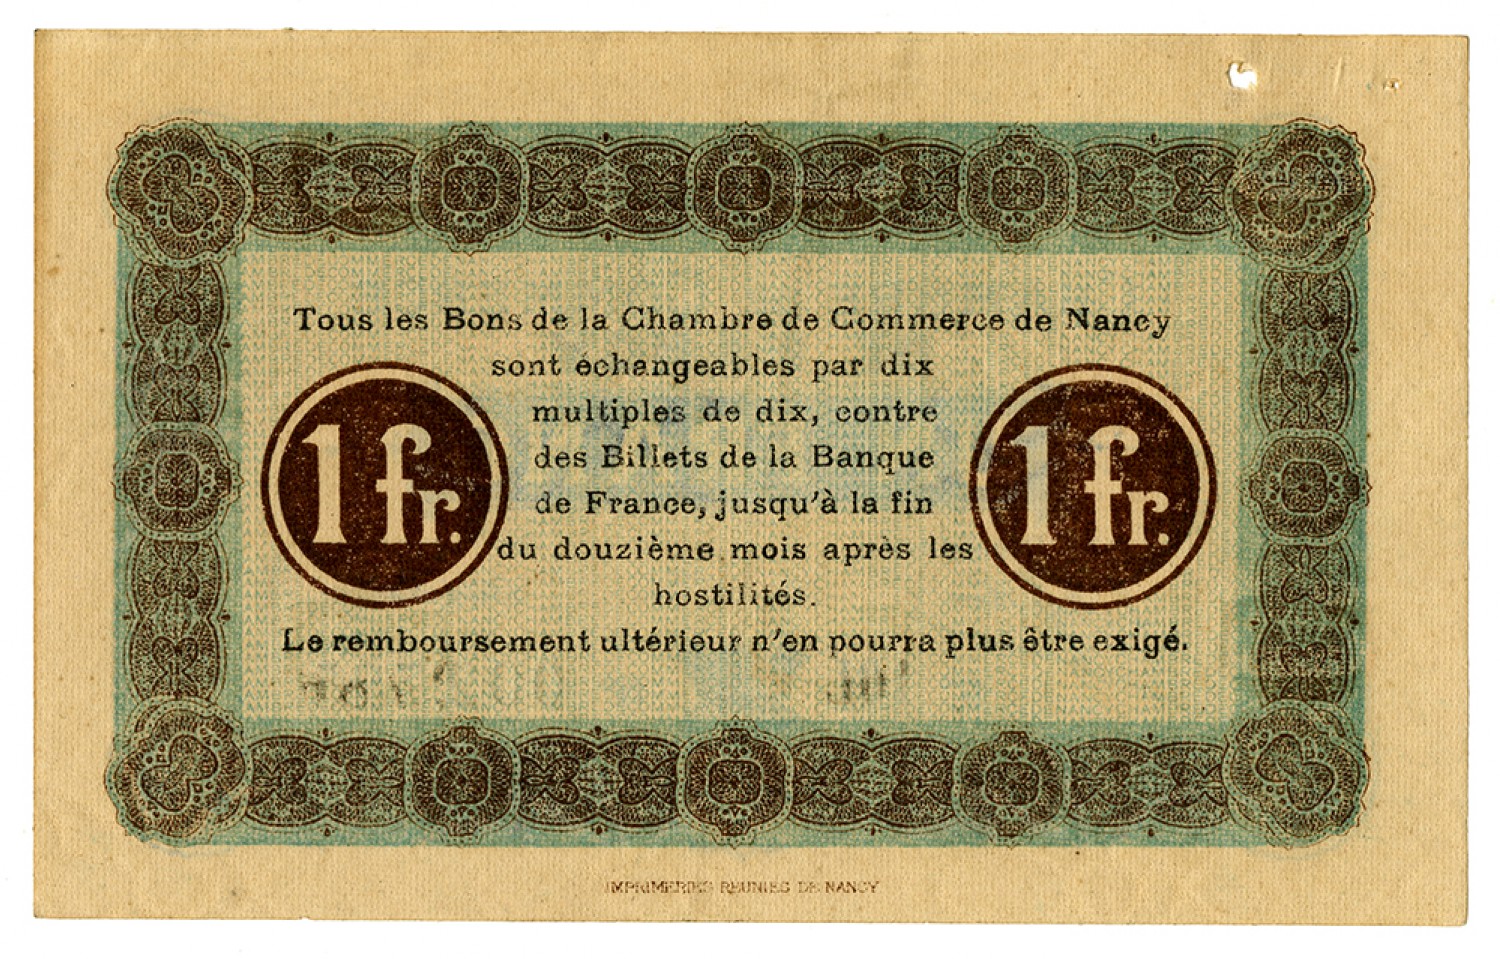 Tous les Bons de la Chambre de Commerce de Nancy
sont échangeables par dix
multiples de dix, contre
des Billets de la Banque
de France, jusqu'à la fin
du douzième mois après les
hostilités.
1 fr.
1 fr.
Le remboursement ultérieur n'en pourra plus être exigé.
IMPRIMERIES REUNIES DE NANCY